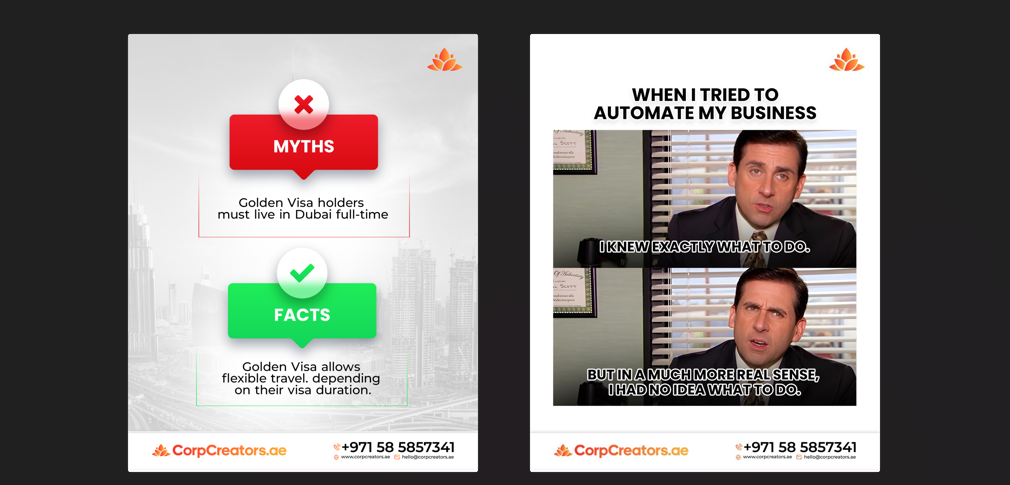 MYTHS
Golden Visa holders
must live in Dubai full-time
FACTS
Golden Visa allows
flexible travel. depending
on their visa duration.
CorpCreators.ae
+971 58 5857341
www.corpcreators.ae hello@corpcreators.ae
WHEN I TRIED TO
AUTOMATE MY BUSINESS
I KNEW EXACTLY WHAT TO DO.
BUT IN A MUCH MORE REAL SENSE,
I HAD NO IDEA WHAT TO DO.
CorpCreators.ae
+971 58 5857341
www.corpcreators.ae hello@corpcreators.ae